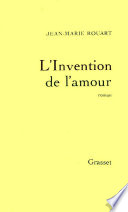 JEAN-MARIE ROUART
L'Invention
de l'amour
roman
Grasset